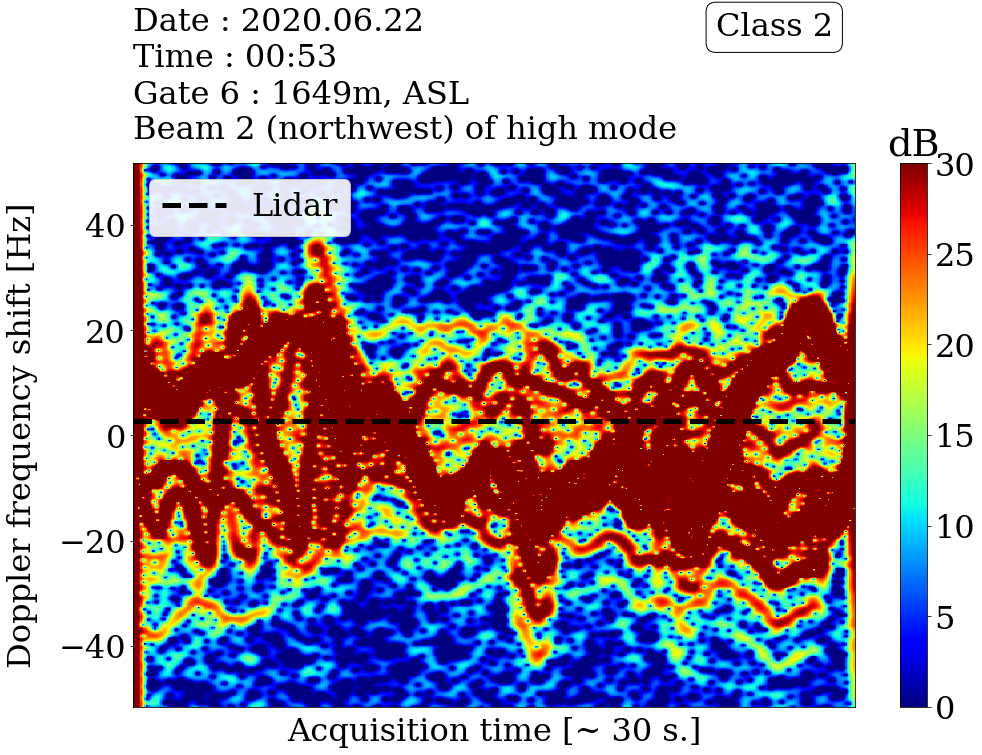 Date : 2020.06.22
Time : 00:53
Gate 6 : 1649m, ASL
Beam 2 (northwest) of high mode
Class 2
dB
Lidar
Doppler frequency shift [Hz]
40
20
0
−20
−40
30
25
20
15
10
5
0
Acquisition time [~ 30 s.]